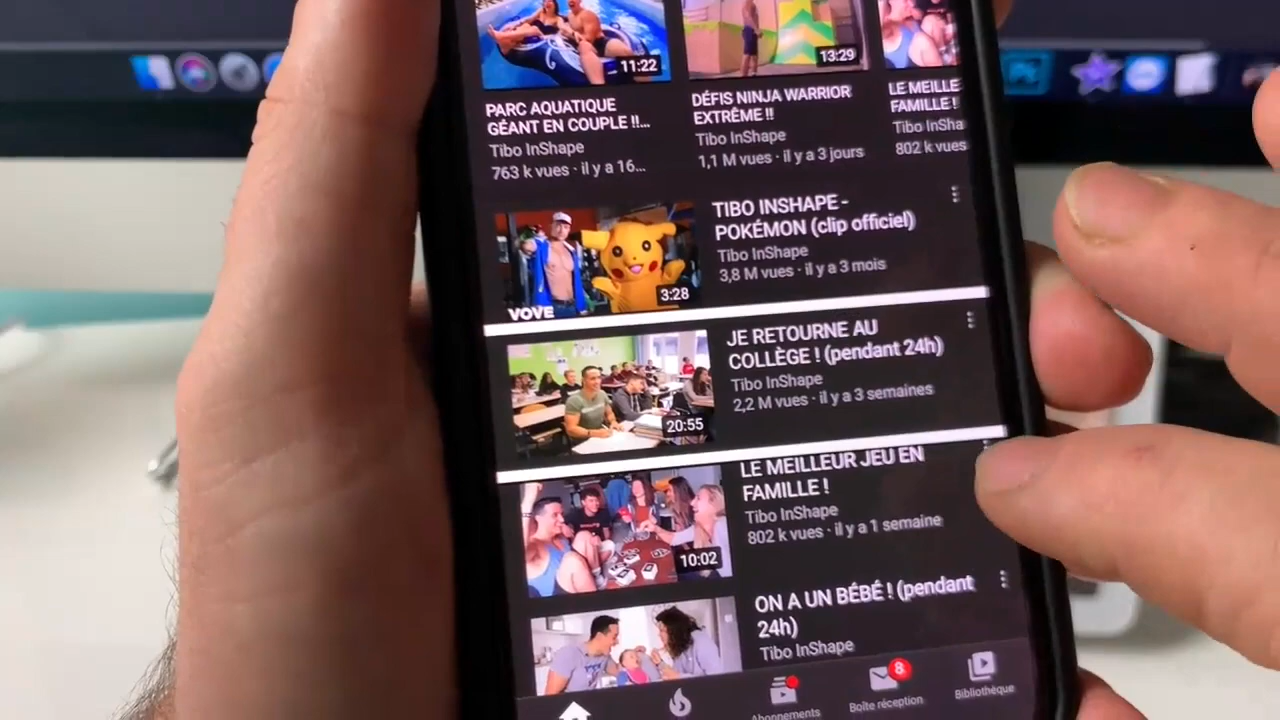 11:22
PARC AQUATIQUE
GÉANT EN COUPLE !!...
Tibo InShape
763 k vues · il y a 16...
13:29
DÉFIS NINJA WARRIOR
EXTRÊME !!
Tibo InShape
1,1 M vues · il y a 3 jours
LE MEILLE
FAMILLE !
Tibo InSha
802 k vues
VOVE
3:28
TIBO INSHAPE -
POKÉMON (clip officiel)
Tibo InShape
3,8 M vues · il y a 3 mois
20:55
JE RETOURNE AU
COLLÈGE ! (pendant 24h)
Tibo InShape
2,2 M vues · il y a 3 semaines
10:02
LE MEILLEUR JEU EN
FAMILLE !
Tibo InShape
802 k vues · il y a 1 semaine
ON A UN BÉBÉ ! (pendant
24h)
Tibo InShape
Abonnements
8
Boîte réception
Bibliothèque
Ps